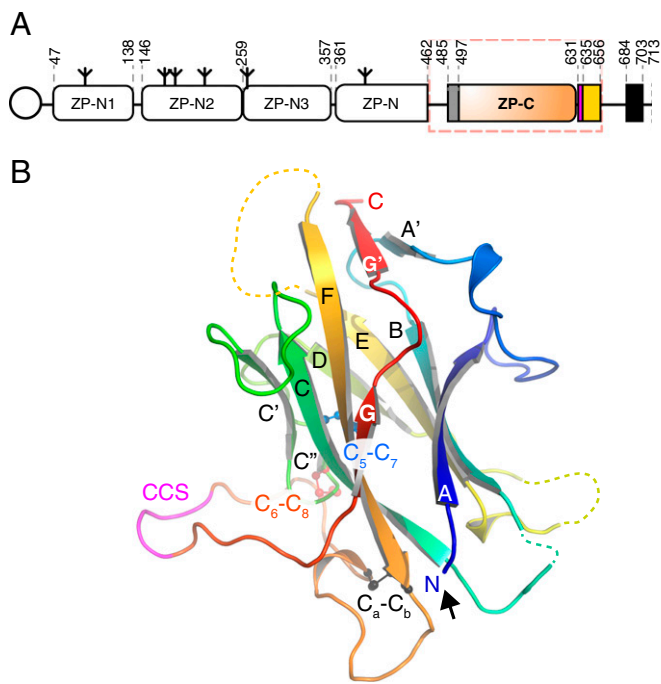 A
47 138 146 259 357 361 462 485 497 631 635 656 684 703 713
ZP-N1 ZP-N2 ZP-N3 ZP-N ZP-C
B
C
A'
G'
F
B
E
D
C
C'
G
C''
C5-C7
CCS
C6-C8
A
N
Ca-Cb